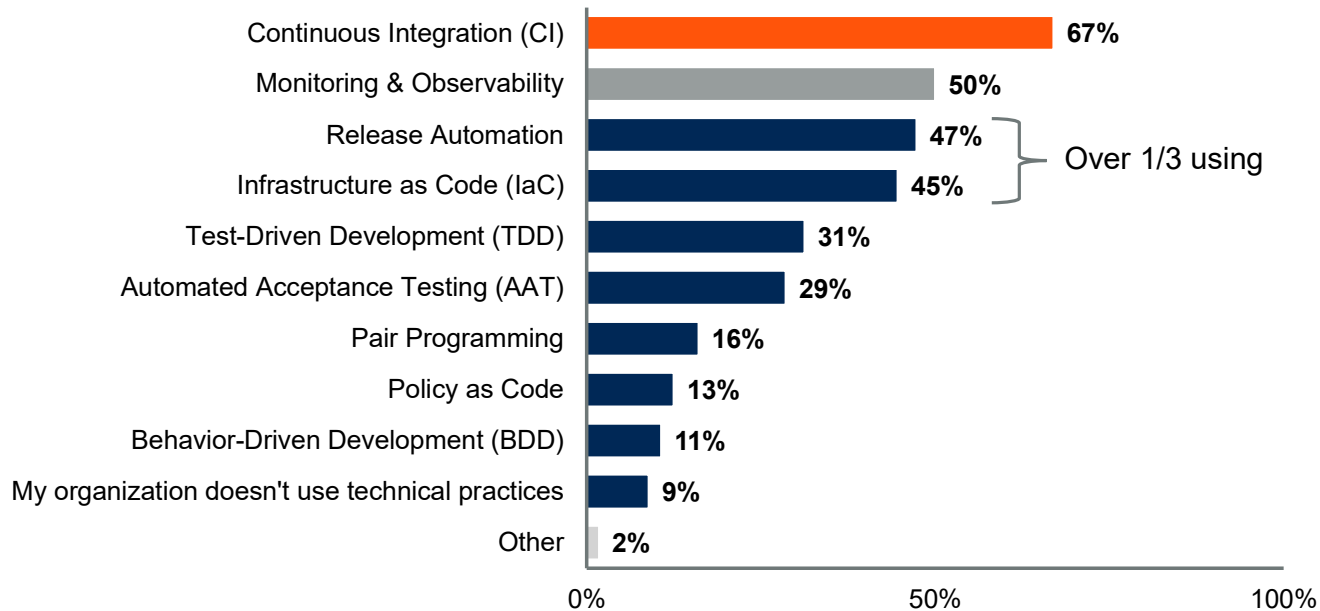 Continuous Integration (CI) 67%
Monitoring & Observability 50%
Release Automation 47%
Over 1/3 using
Infrastructure as Code (IaC) 45%
Test-Driven Development (TDD) 31%
Automated Acceptance Testing (AAT) 29%
Pair Programming 16%
Policy as Code 13%
Behavior-Driven Development (BDD) 11%
My organization doesn't use technical practices 9%
Other 2%
0% 50% 100%